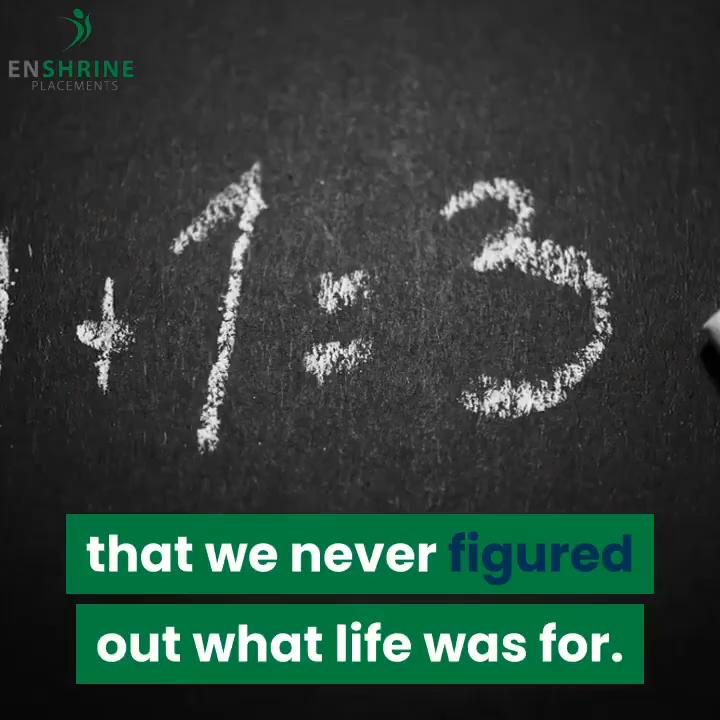 ENSHRINE
PLACEMENTS
+ 1 = 3
that we never figured
out what life was for.